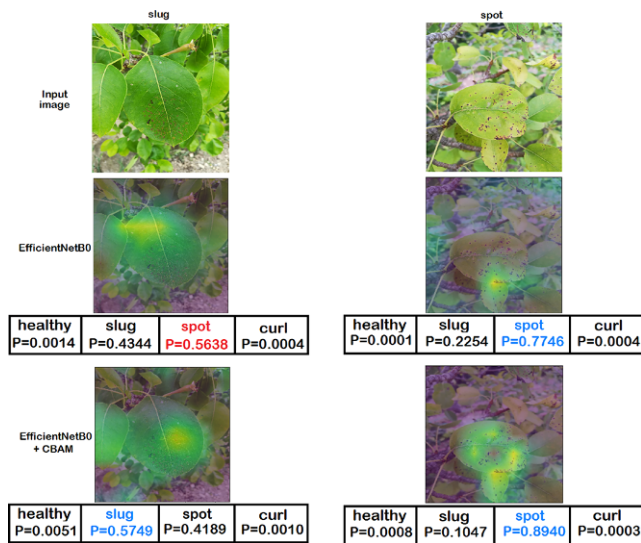 slug
spot
Input
image
EfficientNetB0
healthy slug spot curl
P=0.0014 P=0.4344 P=0.5638 P=0.0004
healthy slug spot curl
P=0.0001 P=0.2254 P=0.7746 P=0.0004
EfficientNetB0
+ CBAM
healthy slug spot curl
P=0.0051 P=0.5749 P=0.4189 P=0.0010
healthy slug spot curl
P=0.0008 P=0.1047 P=0.8940 P=0.0003